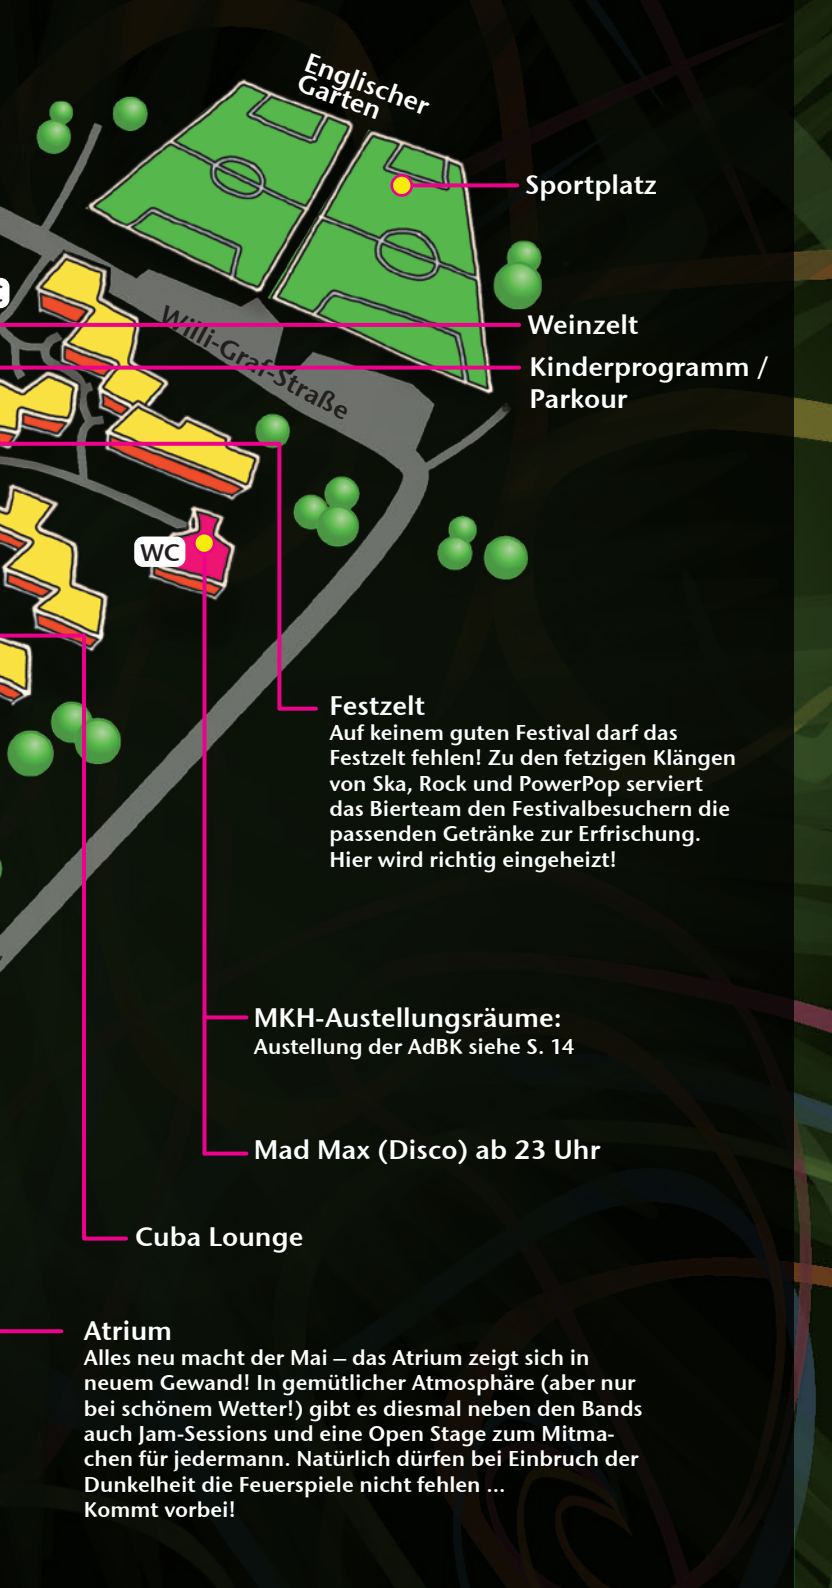 Englischer
Garten
Sportplatz
Weinzelt
Willi-Graf-Straße
Kinderprogramm /
Parkour
WC
Festzelt
Auf keinem guten Festival darf das
Festzelt fehlen! Zu den fetzigen Klängen
von Ska, Rock und PowerPop serviert
das Bierteam den Festivalbesuchern die
passenden Getränke zur Erfrischung.
Hier wird richtig eingeheizt!
MKH-Austellungsräume:
Austellung der AdBK siehe S. 14
Mad Max (Disco) ab 23 Uhr
Cuba Lounge
Atrium
Alles neu macht der Mai – das Atrium zeigt sich in
neuem Gewand! In gemütlicher Atmosphäre (aber nur
bei schönem Wetter!) gibt es diesmal neben den Bands
auch Jam-Sessions und eine Open Stage zum Mitma-
chen für jedermann. Natürlich dürfen bei Einbruch der
Dunkelheit die Feuerspiele nicht fehlen ...
Kommt vorbei!